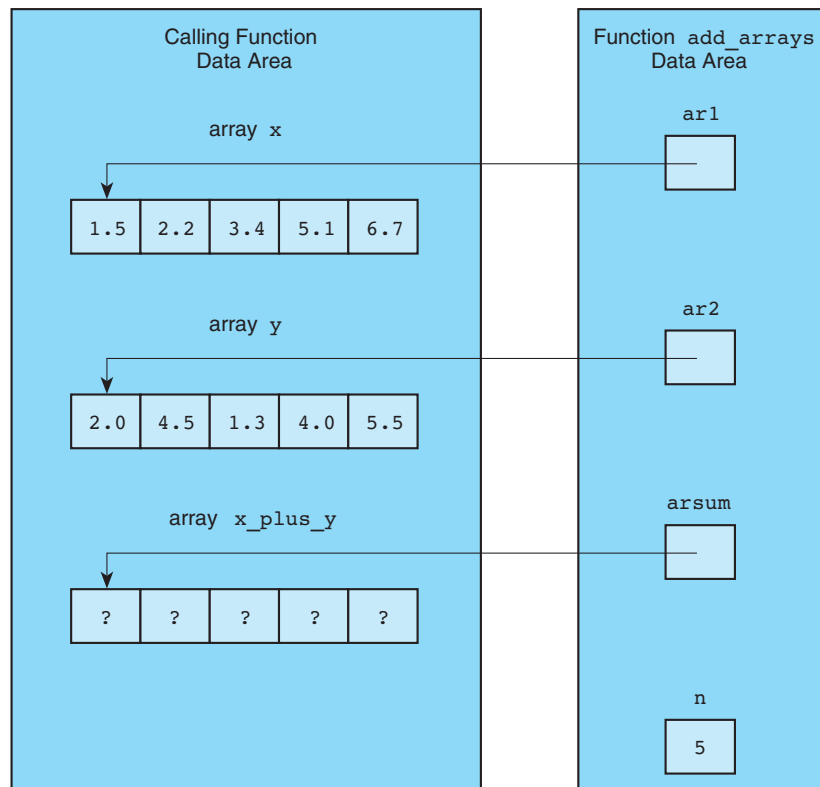 Calling Function
Data Area
array x
1.5 2.2 3.4 5.1 6.7
array y
2.0 4.5 1.3 4.0 5.5
array x_plus_y
? ? ? ? ?
Function add_arrays
Data Area
ar1
ar2
arsum
n
5